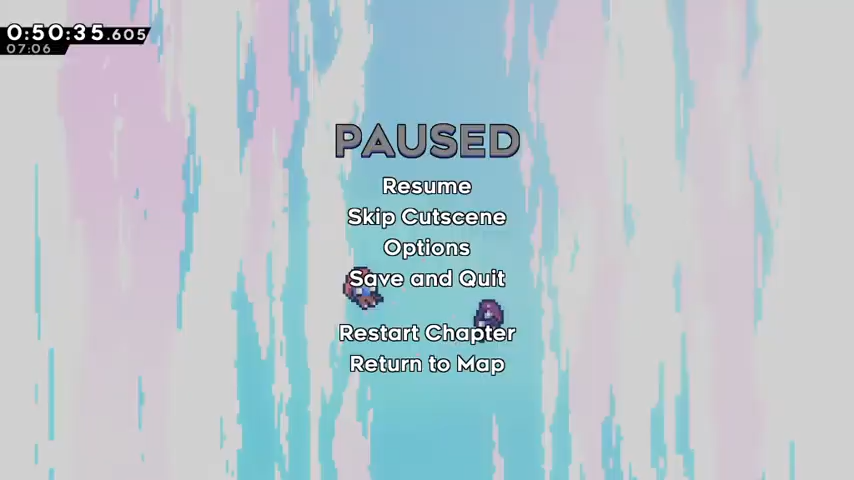 0:50:35.605
07:06
PAUSED
Resume
Skip Cutscene
Options
Save and Quit
Restart Chapter
Return to Map